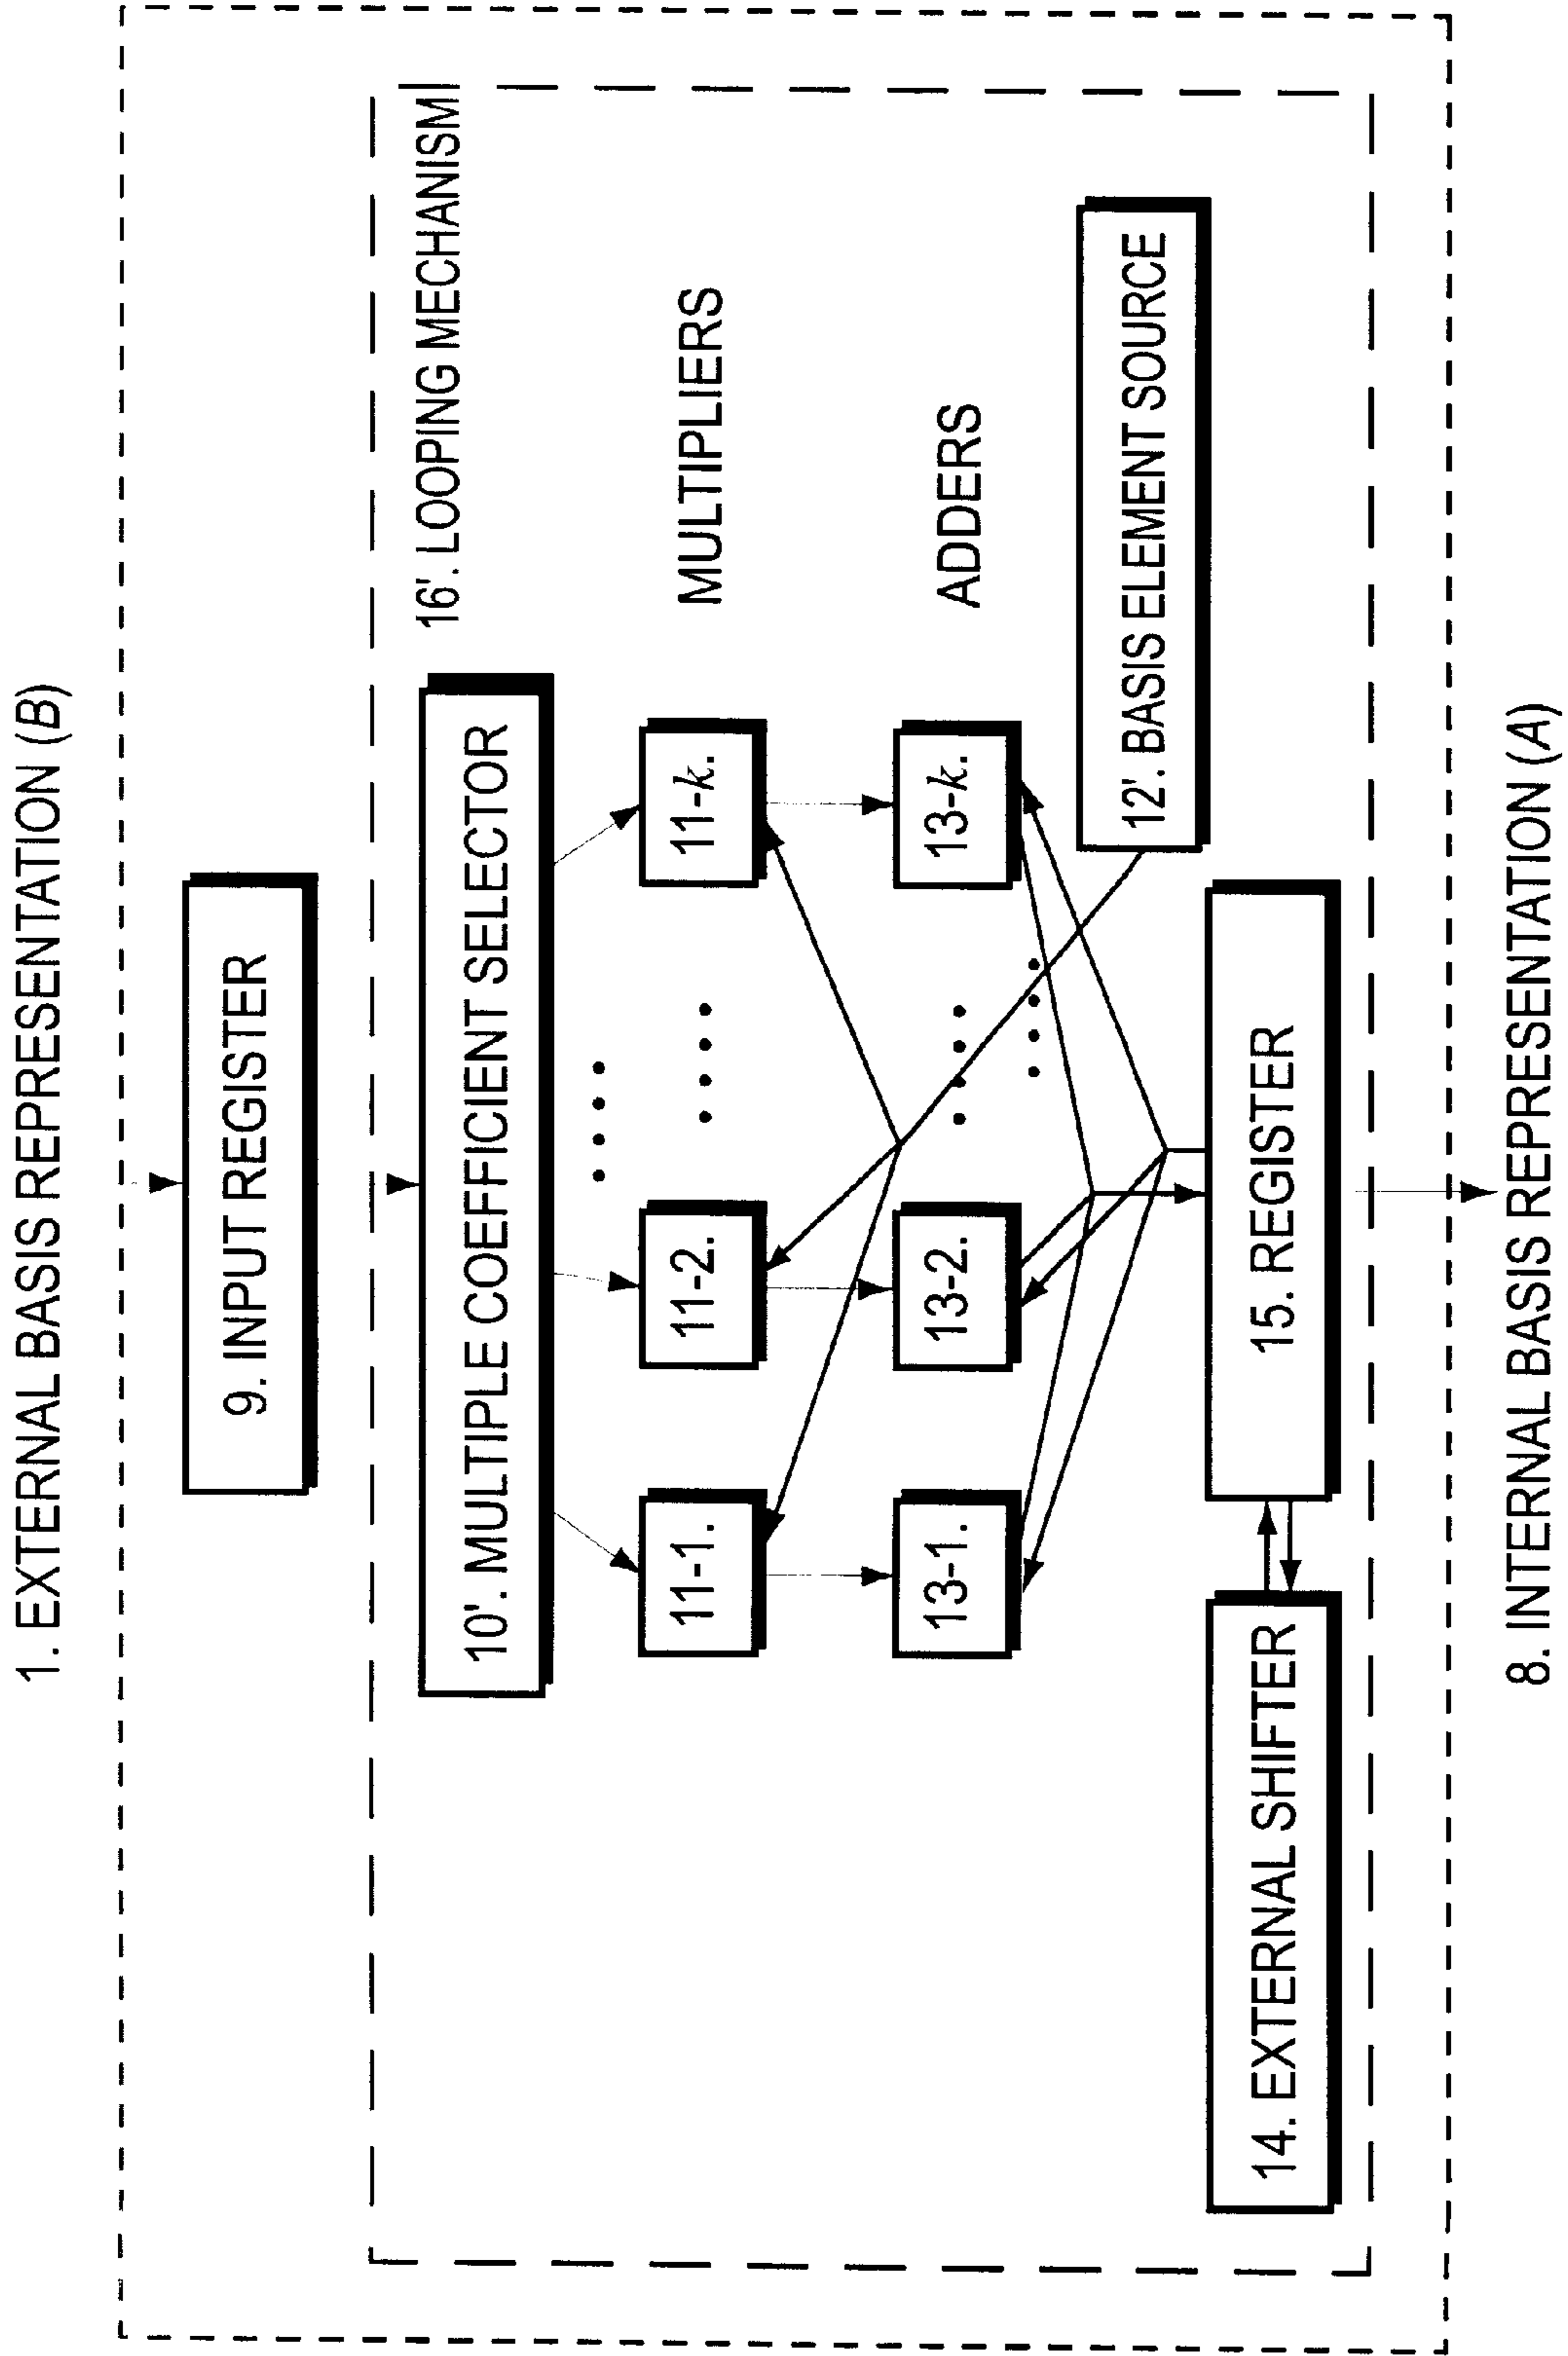 1. EXTERNAL BASIS REPRESENTATION (B)
9. INPUT REGISTER
16'. LOOPING MECHANISM
10'. MULTIPLE COEFFICIENT SELECTOR
11-1.
11-2.
11-k.
MULTIPLIERS
13-1.
13-2.
13-k.
ADDERS
12'. BASIS ELEMENT SOURCE
14. EXTERNAL SHIFTER
15. REGISTER
8. INTERNAL BASIS REPRESENTATION (A)